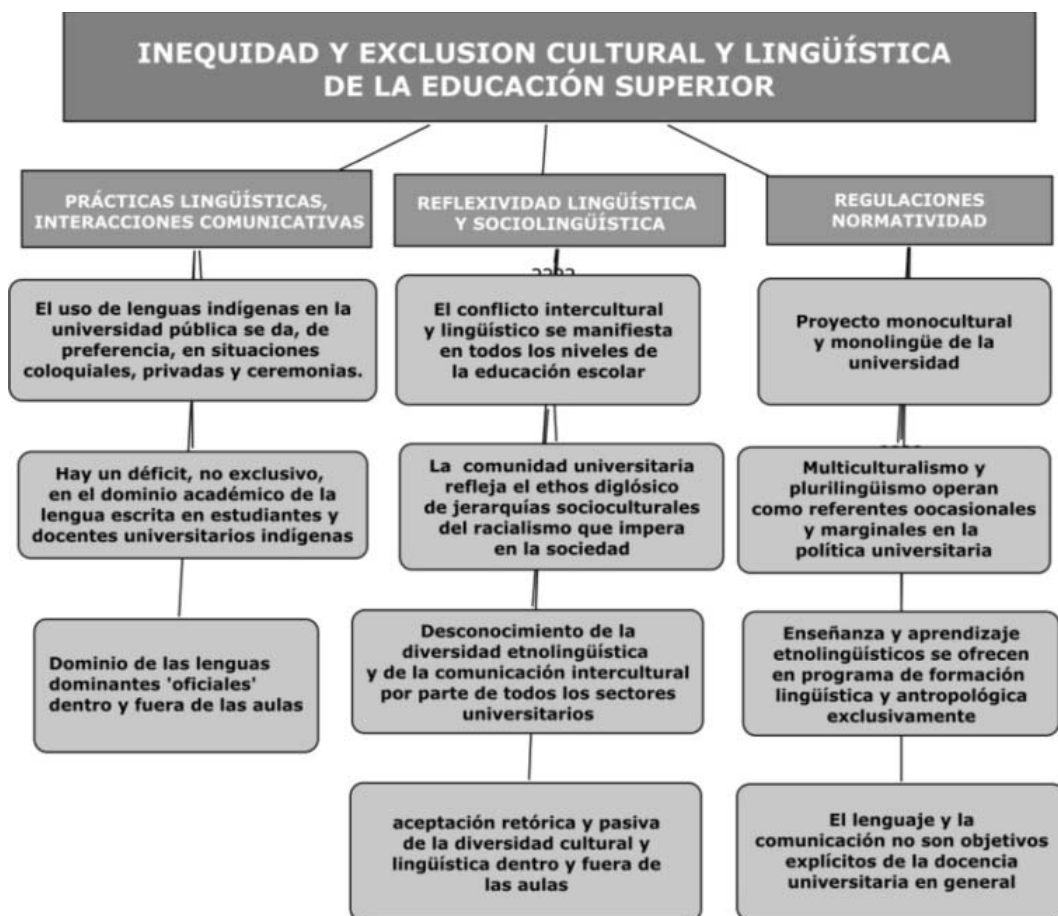 INEQUIDAD Y EXCLUSION CULTURAL Y LINGÜÍSTICA
DE LA EDUCACIÓN SUPERIOR
PRÁCTICAS LINGÜÍSTICAS,
INTERACCIONES COMUNICATIVAS
El uso de lenguas indígenas en la
universidad pública se da, de
preferencia, en situaciones
coloquiales, privadas y ceremonias.
Hay un déficit, no exclusivo,
en el dominio académico de la
lengua escrita en estudiantes y
docentes universitarios indígenas
Dominio de las lenguas
dominantes 'oficiales'
dentro y fuera de las aulas
REFLEXIVIDAD LINGÜÍSTICA
Y SOCIOLINGÜÍSTICA
El conflicto intercultural
y lingüístico se manifiesta
en todos los niveles de
la educación escolar
La comunidad universitaria
refleja el ethos diglósico
de jerarquías socioculturales
del racialismo que impera
en la sociedad
Desconocimiento de la
diversidad etnolingüística
y de la comunicación intercultural
por parte de todos los sectores
universitarios
aceptación retórica y pasiva
de la diversidad cultural y
lingüística dentro y fuera de
las aulas
REGULACIONES
NORMATIVIDAD
Proyecto monocultural
y monolingüe de la
universidad
Multiculturalismo y
plurilingüismo operan
como referentes oocasionales
y marginales en la
política universitaria
Enseñanza y aprendizaje
etnolingüísticos se ofrecen
en programa de formación
lingüística y antropológica
exclusivamente
El lenguaje y la
comunicación no son objetivos
explícitos de la docencia
universitaria en general